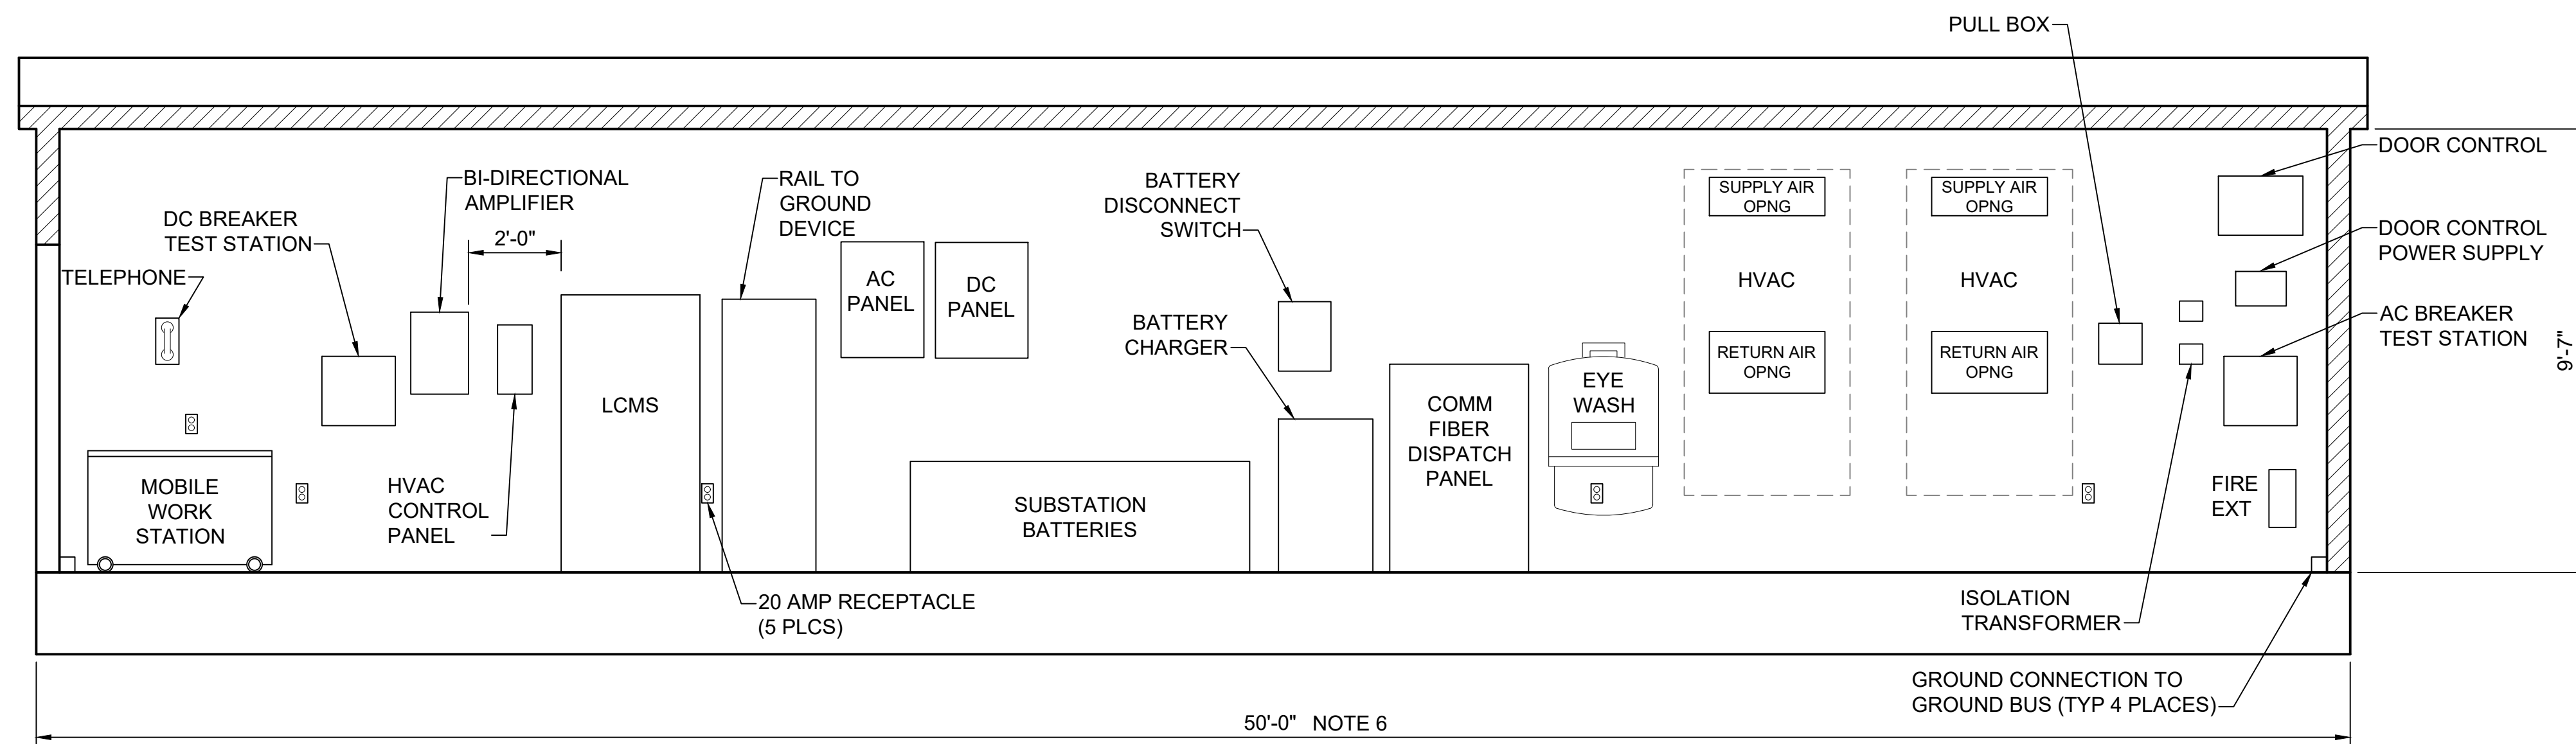 PULL BOX
DOOR CONTROL
BI-DIRECTIONAL
AMPLIFIER
RAIL TO
GROUND
DEVICE
BATTERY
DISCONNECT
SWITCH
SUPPLY AIR
OPNG
SUPPLY AIR
OPNG
DC BREAKER
TEST STATION
2'-0"
DOOR CONTROL
POWER SUPPLY
TELEPHONE
AC
PANEL
DC
PANEL
HVAC
HVAC
BATTERY
CHARGER
AC BREAKER
TEST STATION
9'-7"
RETURN AIR
OPNG
RETURN AIR
OPNG
LCMS
COMM
FIBER
DISPATCH
PANEL
EYE
WASH
MOBILE
WORK
STATION
HVAC
CONTROL
PANEL
SUBSTATION
BATTERIES
FIRE
EXT
20 AMP RECEPTACLE
(5 PLCS)
ISOLATION
TRANSFORMER
GROUND CONNECTION TO
GROUND BUS (TYP 4 PLACES)
50'-0" NOTE 6